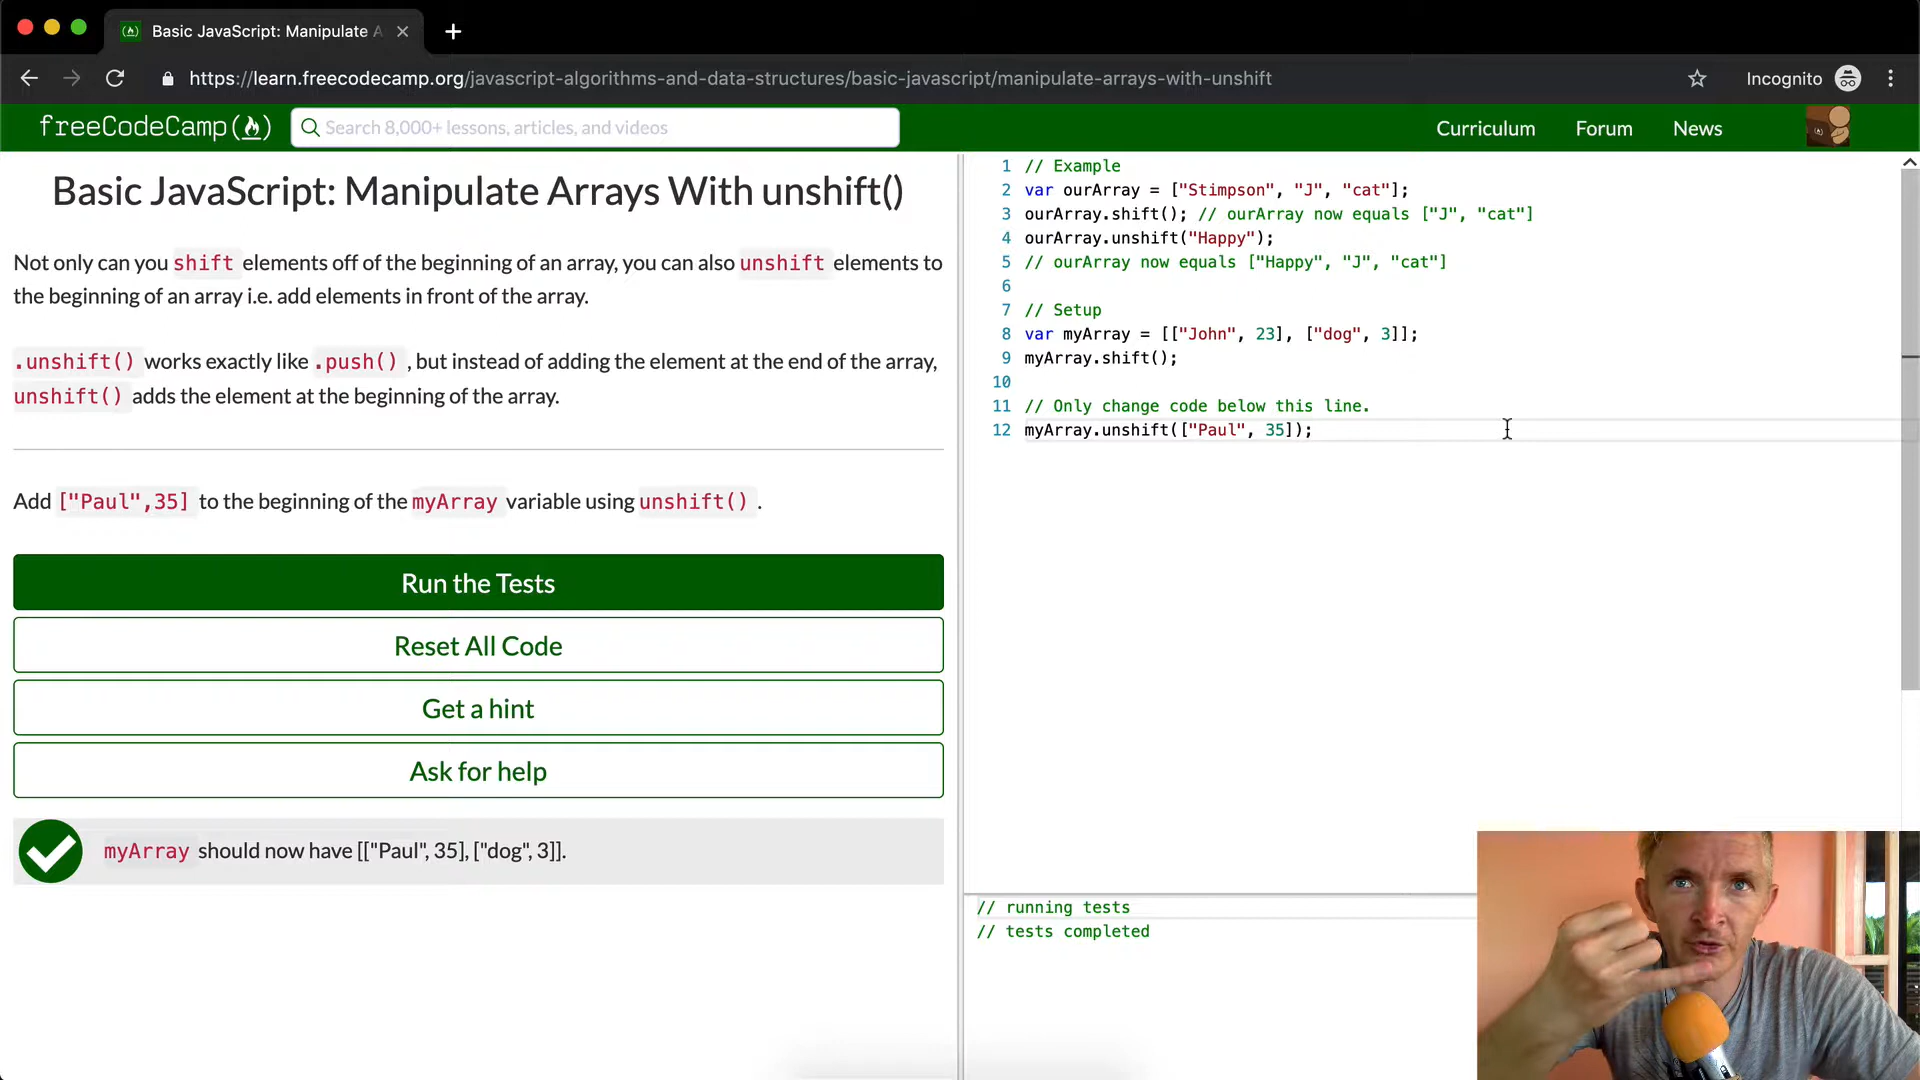 Basic JavaScript: Manipulate A
https://learn.freecodecamp.org/javascript-algorithms-and-data-structures/basic-javascript/manipulate-arrays-with-unshift
Incognito
freeCodeCamp
Search 8,000+ lessons, articles, and videos
Curriculum
Forum
News
Basic JavaScript: Manipulate Arrays With unshift()
Not only can you shift elements off of the beginning of an array, you can also unshift elements to
the beginning of an array i.e. add elements in front of the array.
.unshift() works exactly like .push() , but instead of adding the element at the end of the array,
unshift() adds the element at the beginning of the array.
Add ["Paul",35] to the beginning of the myArray variable using unshift() .
Run the Tests
Reset All Code
Get a hint
Ask for help
myArray should now have [["Paul", 35], ["dog", 3]].
1 // Example
2 var ourArray = ["Stimpson", "J", "cat"];
3 ourArray.shift(); // ourArray now equals ["J", "cat"]
4 ourArray.unshift("Happy");
5 // ourArray now equals ["Happy", "J", "cat"]
6
7 // Setup
8 var myArray = [["John", 23], ["dog", 3]];
9 myArray.shift();
10
11 // Only change code below this line.
12 myArray.unshift(["Paul", 35]);
// running tests
// tests completed